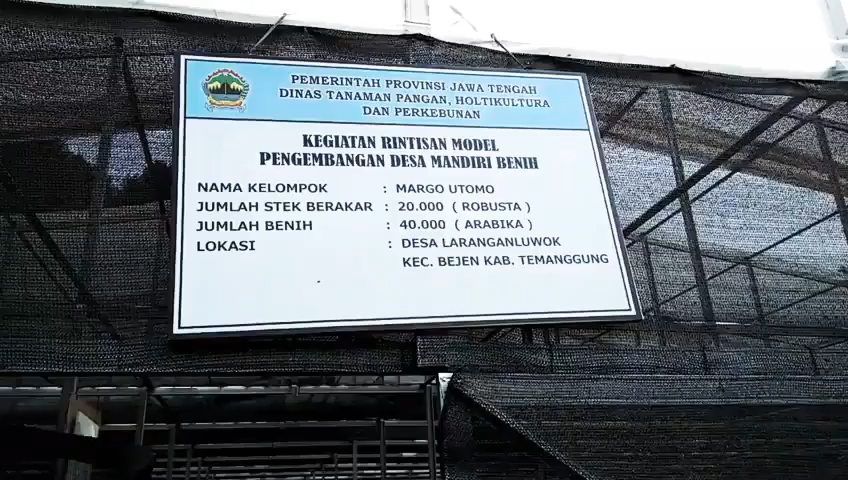 PEMERINTAH PROVINSI JAWA TENGAH
DINAS TANAMAN PANGAN, HOLTIKULTURA
DAN PERKEBUNAN
KEGIATAN RINTISAN MODEL
PENGEMBANGAN DESA MANDIRI BENIH
NAMA KELOMPOK : MARGO UTOMO
JUMLAH STEK BERAKAR : 20.000 ( ROBUSTA )
JUMLAH BENIH : 40.000 ( ARABIKA )
LOKASI : DESA LARANGANLUWOK
KEC. BEJEN KAB. TEMANGGUNG